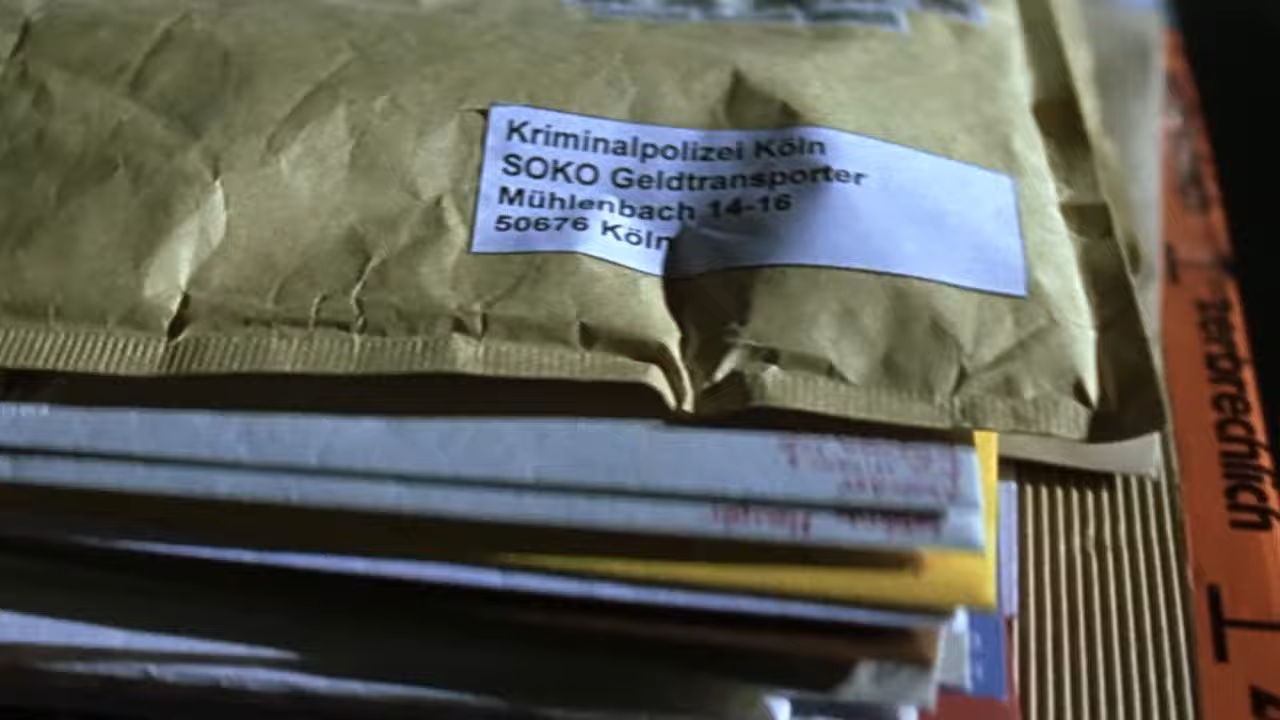 Kriminalpolizei Köln
SOKO Geldtransporter
Mühlenbach 14-16
50676 Köln
zerbrechlich